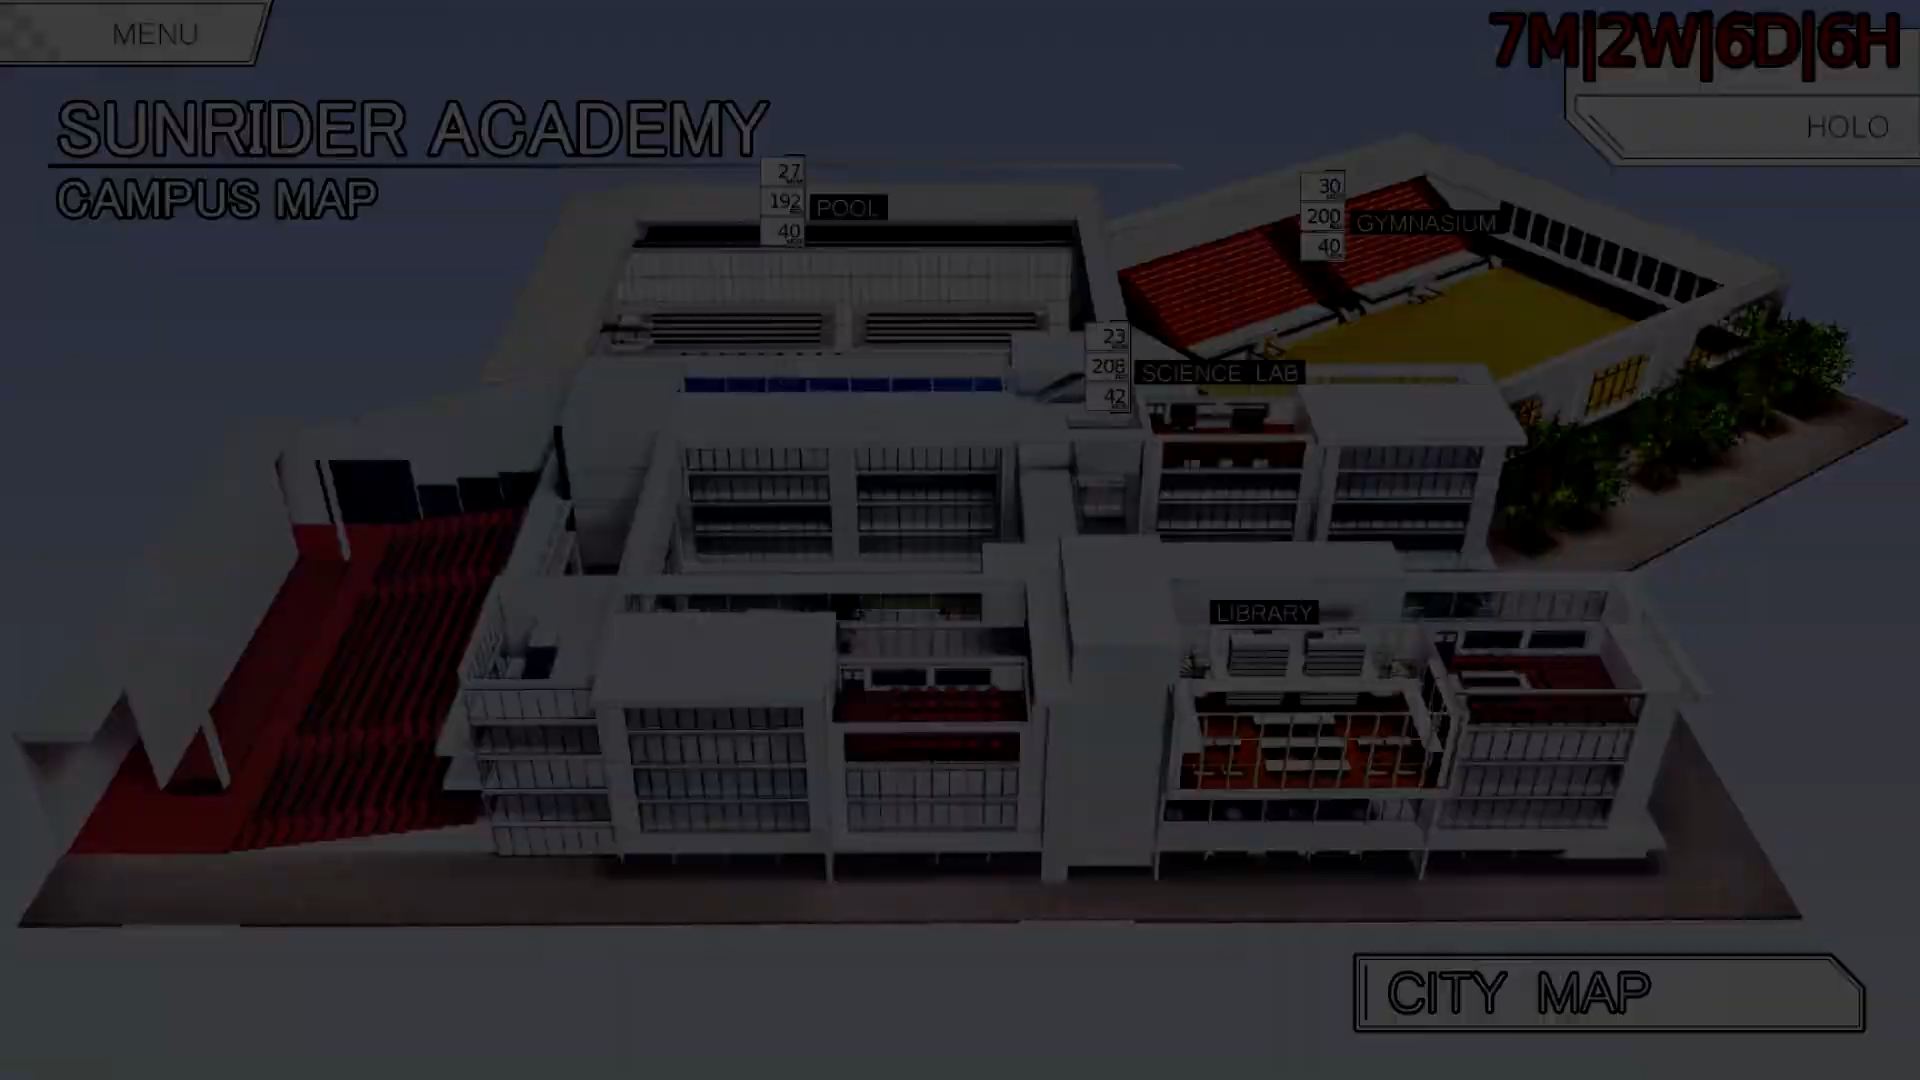 MENU
7M|2W|6D|6H
HOLO
SUNRIDER ACADEMY
CAMPUS MAP
27
192
40
POOL
30
200
40
GYMNASIUM
23
208
42
SCIENCE LAB
LIBRARY
CITY MAP